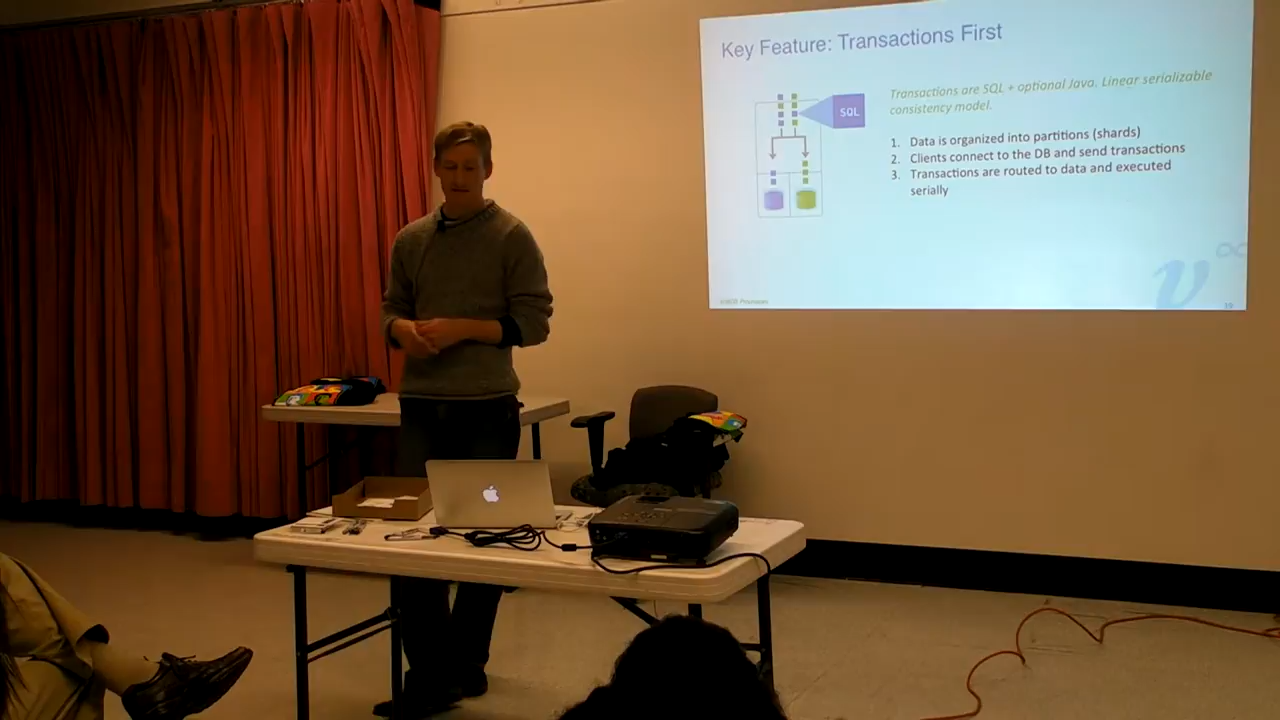 Key Feature: Transactions First
Transactions are SQL + optional Java. Linear serializable
consistency model.
SQL
1. Data is organized into partitions (shards)
2. Clients connect to the DB and send transactions
3. Transactions are routed to data and executed
serially